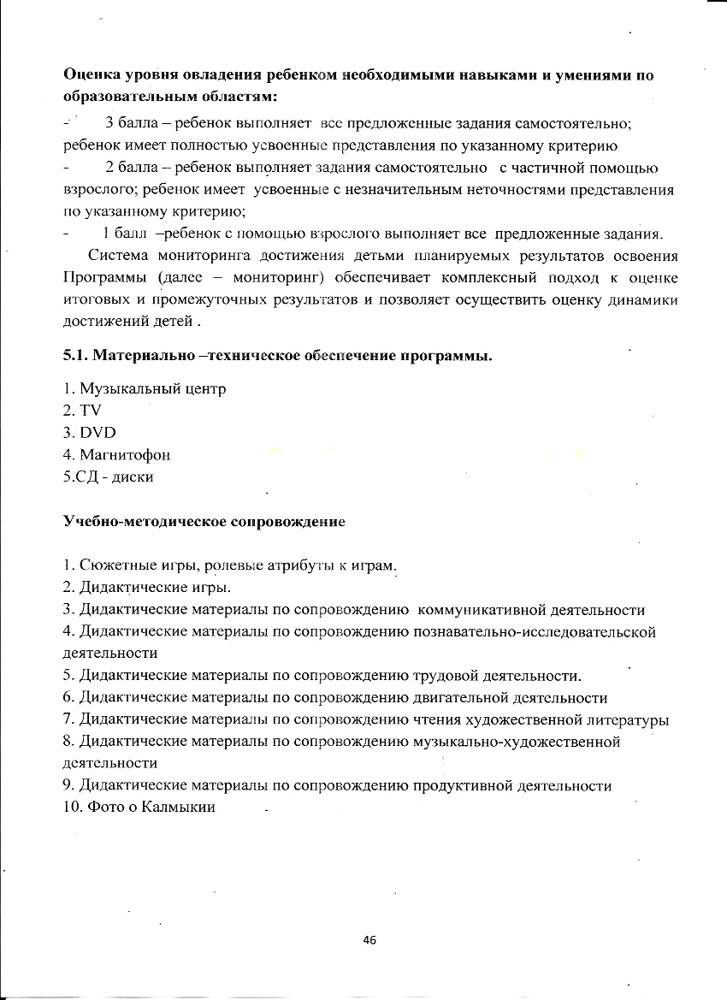 Оценка уровня овладения ребенком необходимыми навыками и умениями по
образовательным областям:
- 3 балла – ребенок выполняет все предложенные задания самостоятельно;
ребенок имеет полностью усвоенные представления по указанному критерию
- 2 балла – ребенок выполняет задания самостоятельно с частичной помощью
взрослого; ребенок имеет усвоенные с незначительным неточностями представления
по указанному критерию;
- 1 балл –ребенок с помощью взрослого выполняет все предложенные задания.
Система мониторинга достижения детьми планируемых результатов освоения
Программы (далее – мониторинг) обеспечивает комплексный подход к оценке
итоговых и промежуточных результатов и позволяет осуществить оценку динамики
достижений детей .
5.1. Материально –техническое обеспечение программы.
1. Музыкальный центр
2. TV
3. DVD
4. Магнитофон
5.СД - диски
Учебно-методическое сопровождение
1. Сюжетные игры, ролевые атрибуты к играм.
2. Дидактические игры.
3. Дидактические материалы по сопровождению коммуникативной деятельности
4. Дидактические материалы по сопровождению познавательно-исследовательской
деятельности
5. Дидактические материалы по сопровождению трудовой деятельности.
6. Дидактические материалы по сопровождению двигательной деятельности
7. Дидактические материалы по сопровождению чтения художественной литературы
8. Дидактические материалы по сопровождению музыкально-художественной
деятельности
9. Дидактические материалы по сопровождению продуктивной деятельности
10. Фото о Калмыкии
46